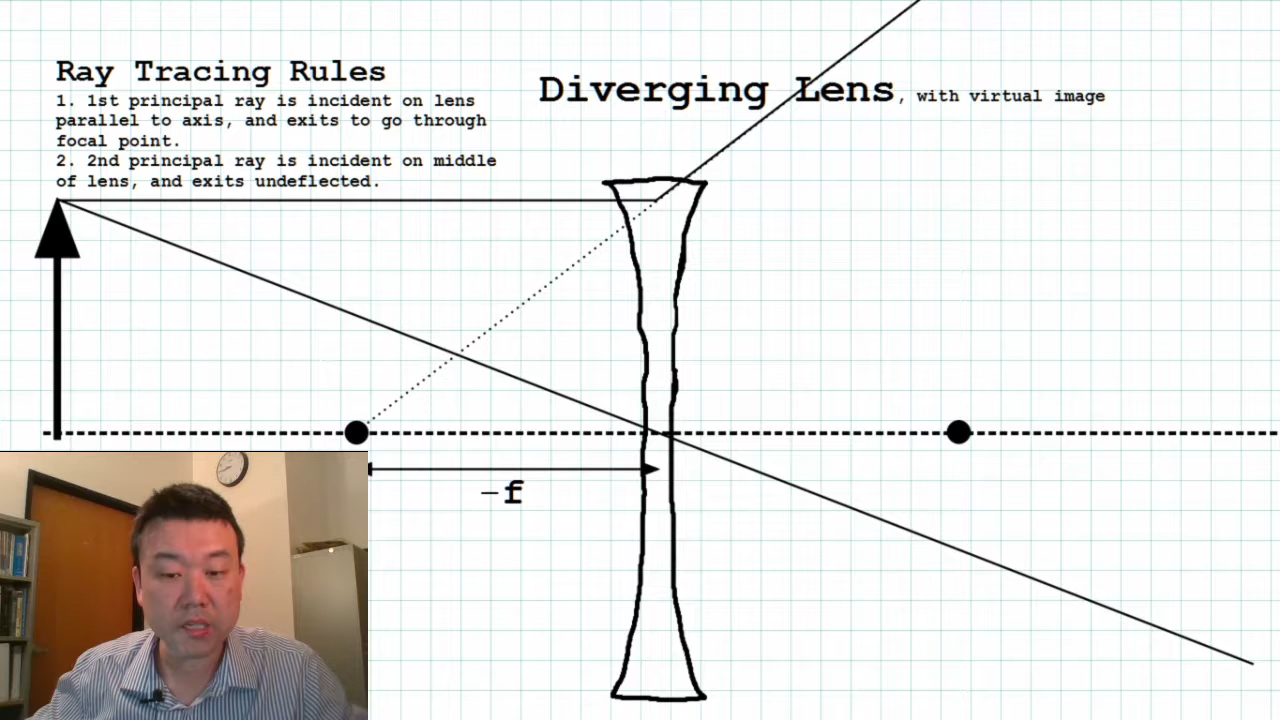 Ray Tracing Rules
1. 1st principal ray is incident on lens
parallel to axis, and exits to go through
focal point.
2. 2nd principal ray is incident on middle
of lens, and exits undeflected.
Diverging Lens, with virtual image
–f